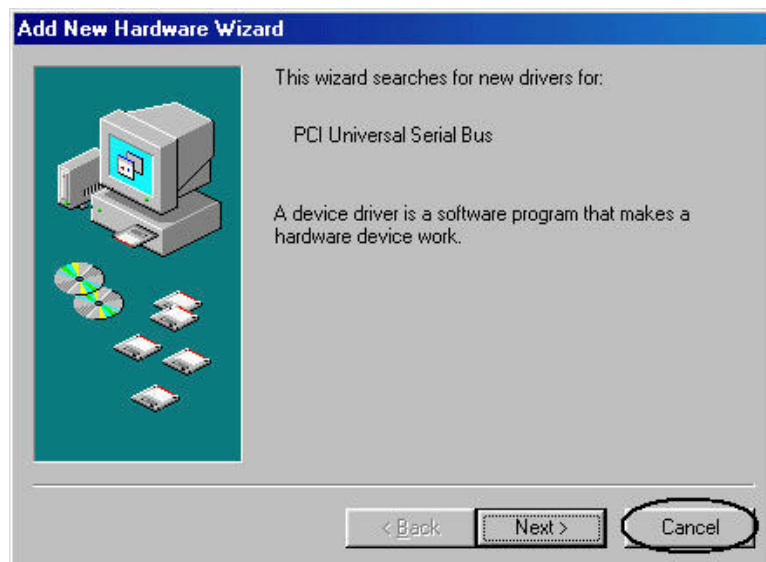 Add New Hardware Wizard
This wizard searches for new drivers for:
PCI Universal Serial Bus
A device driver is a software program that makes a
hardware device work.
< Back Next > Cancel